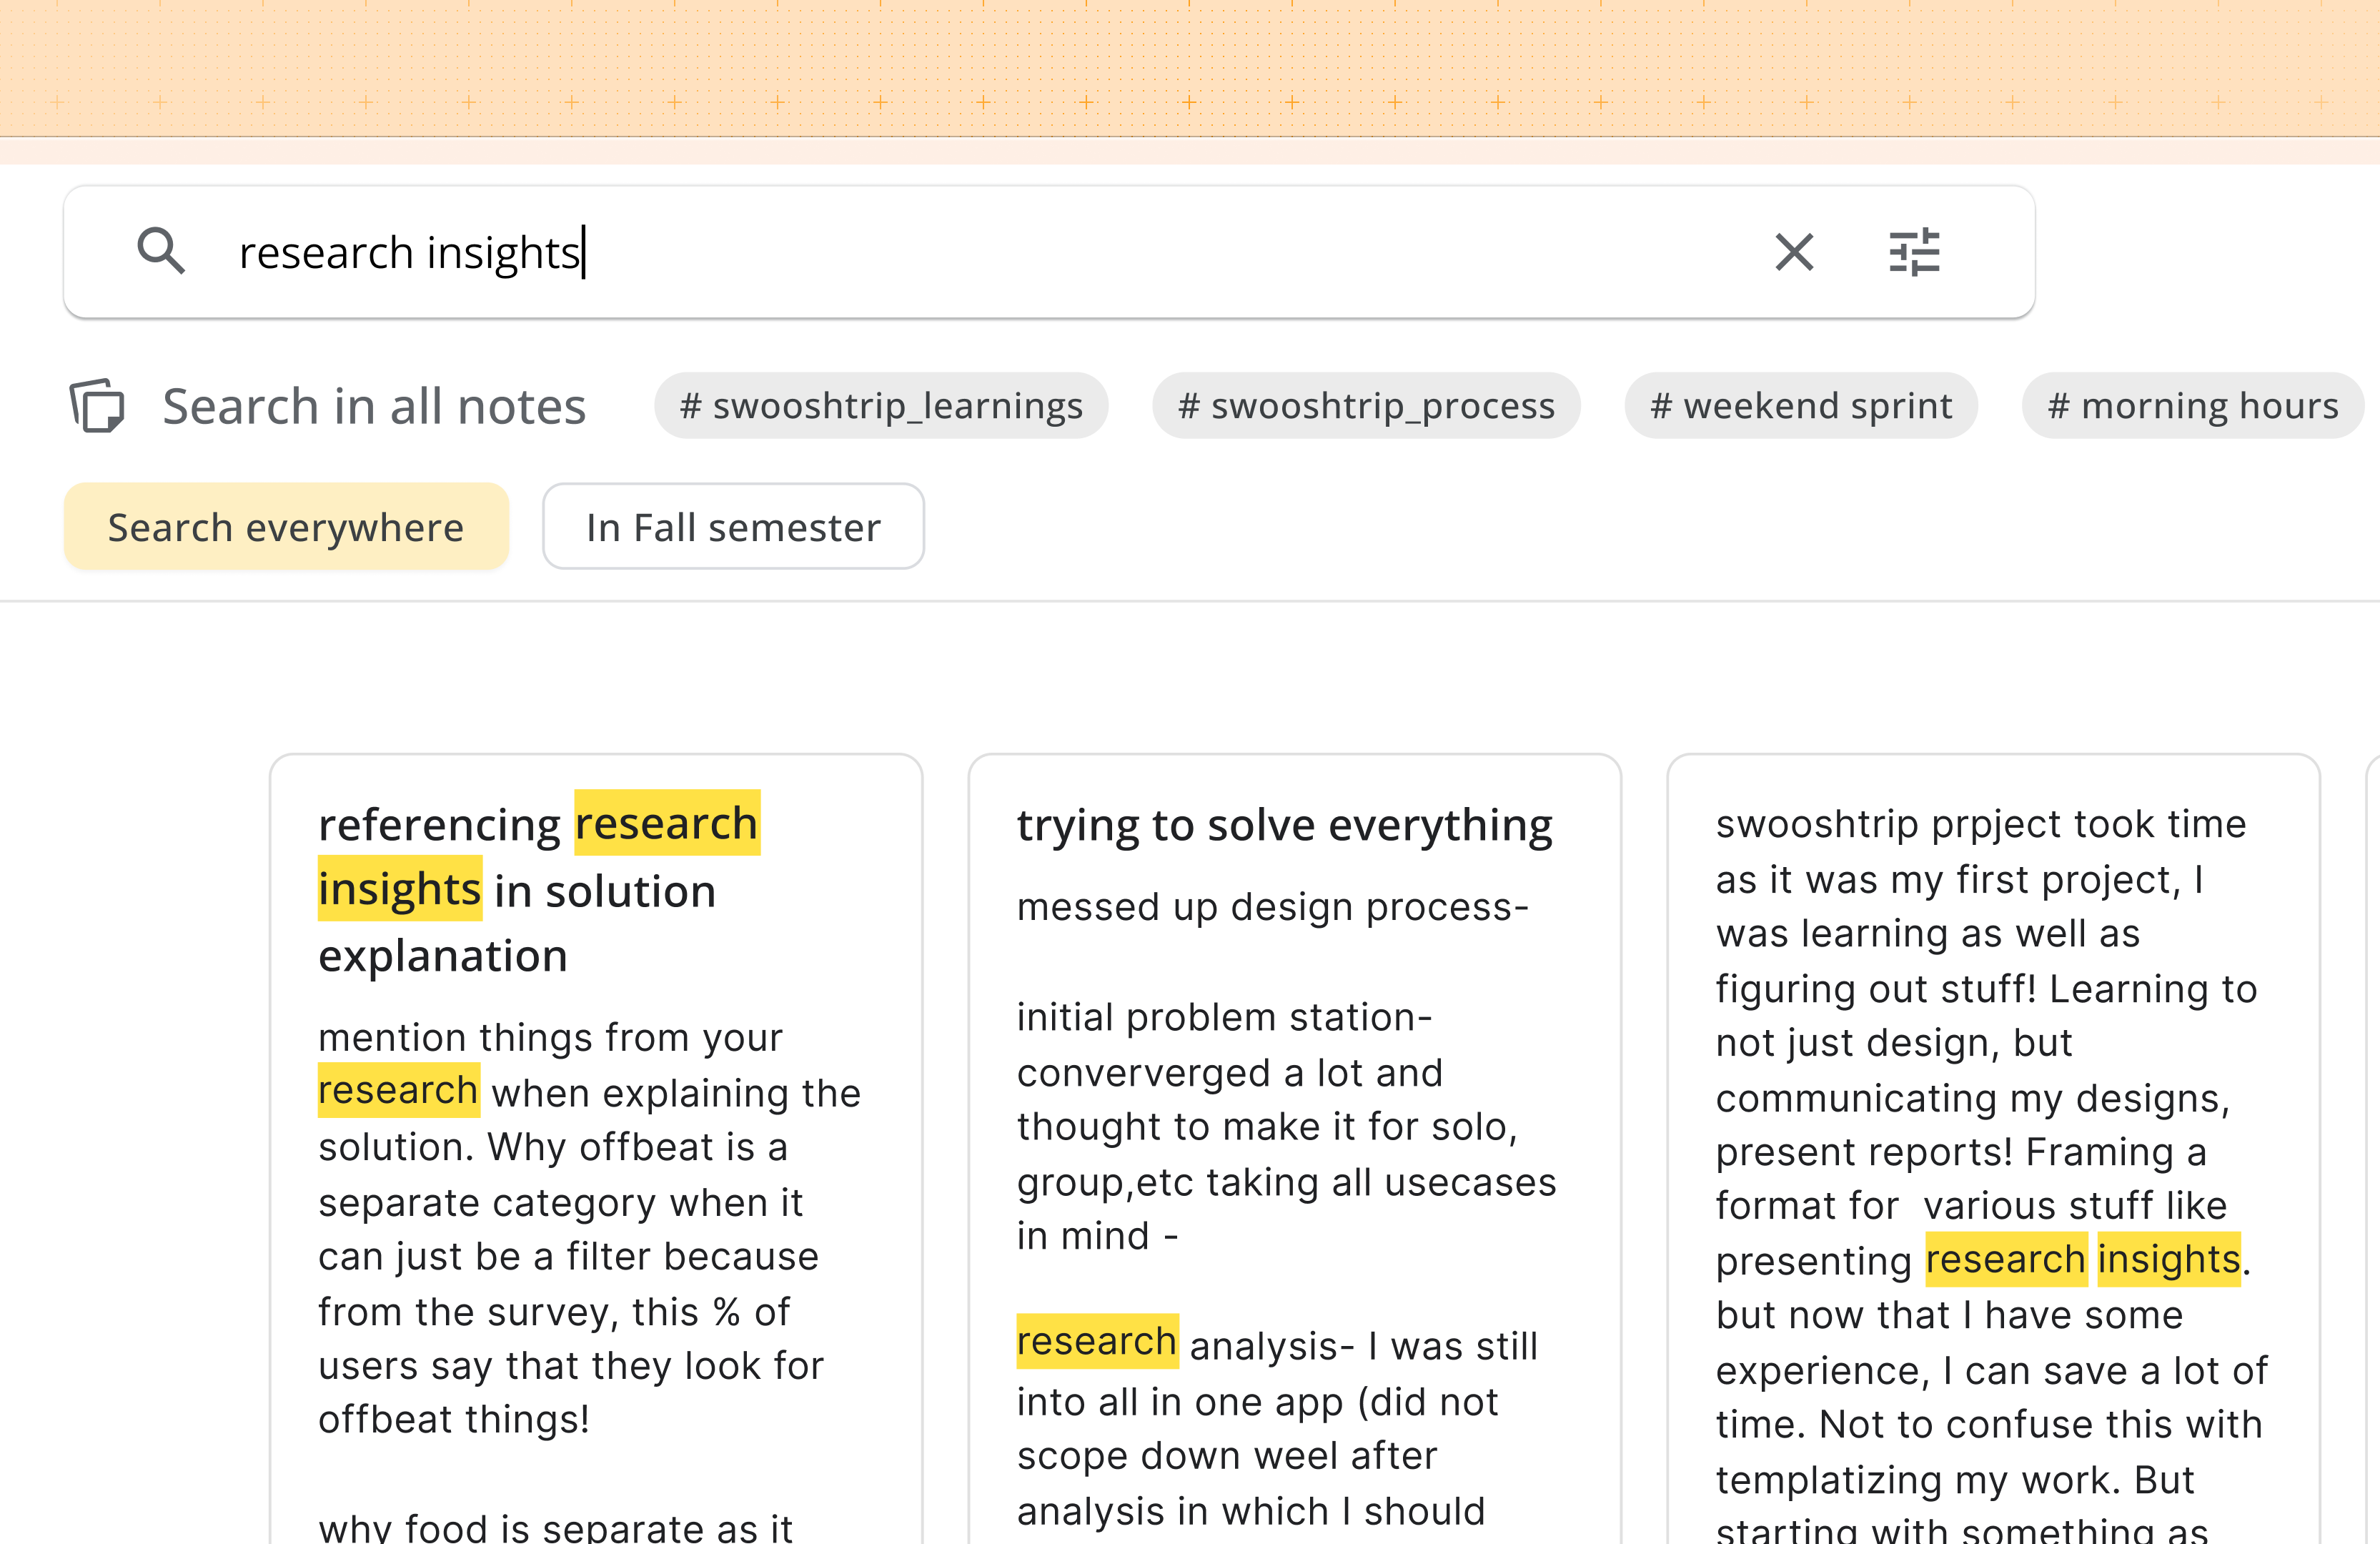 research insights
Search in all notes
# swooshtrip_learnings
# swooshtrip_process
# weekend sprint
# morning hours
Search everywhere
In Fall semester
referencing research
insights in solution
explanation
mention things from your
research when explaining the
solution. Why offbeat is a
separate category when it
can just be a filter because
from the survey, this % of
users say that they look for
offbeat things!
why food is separate as it
trying to solve everything
messed up design process-
initial problem station-
conververged a lot and
thought to make it for solo,
group,etc taking all usecases
in mind -
research analysis- I was still
into all in one app (did not
scope down weel after
analysis in which I should
swooshtrip prpject took time
as it was my first project, I
was learning as well as
figuring out stuff! Learning to
not just design, but
communicating my designs,
present reports! Framing a
format for  various stuff like
presenting research insights.
but now that I have some
experience, I can save a lot of
time. Not to confuse this with
templatizing my work. But
starting with something as